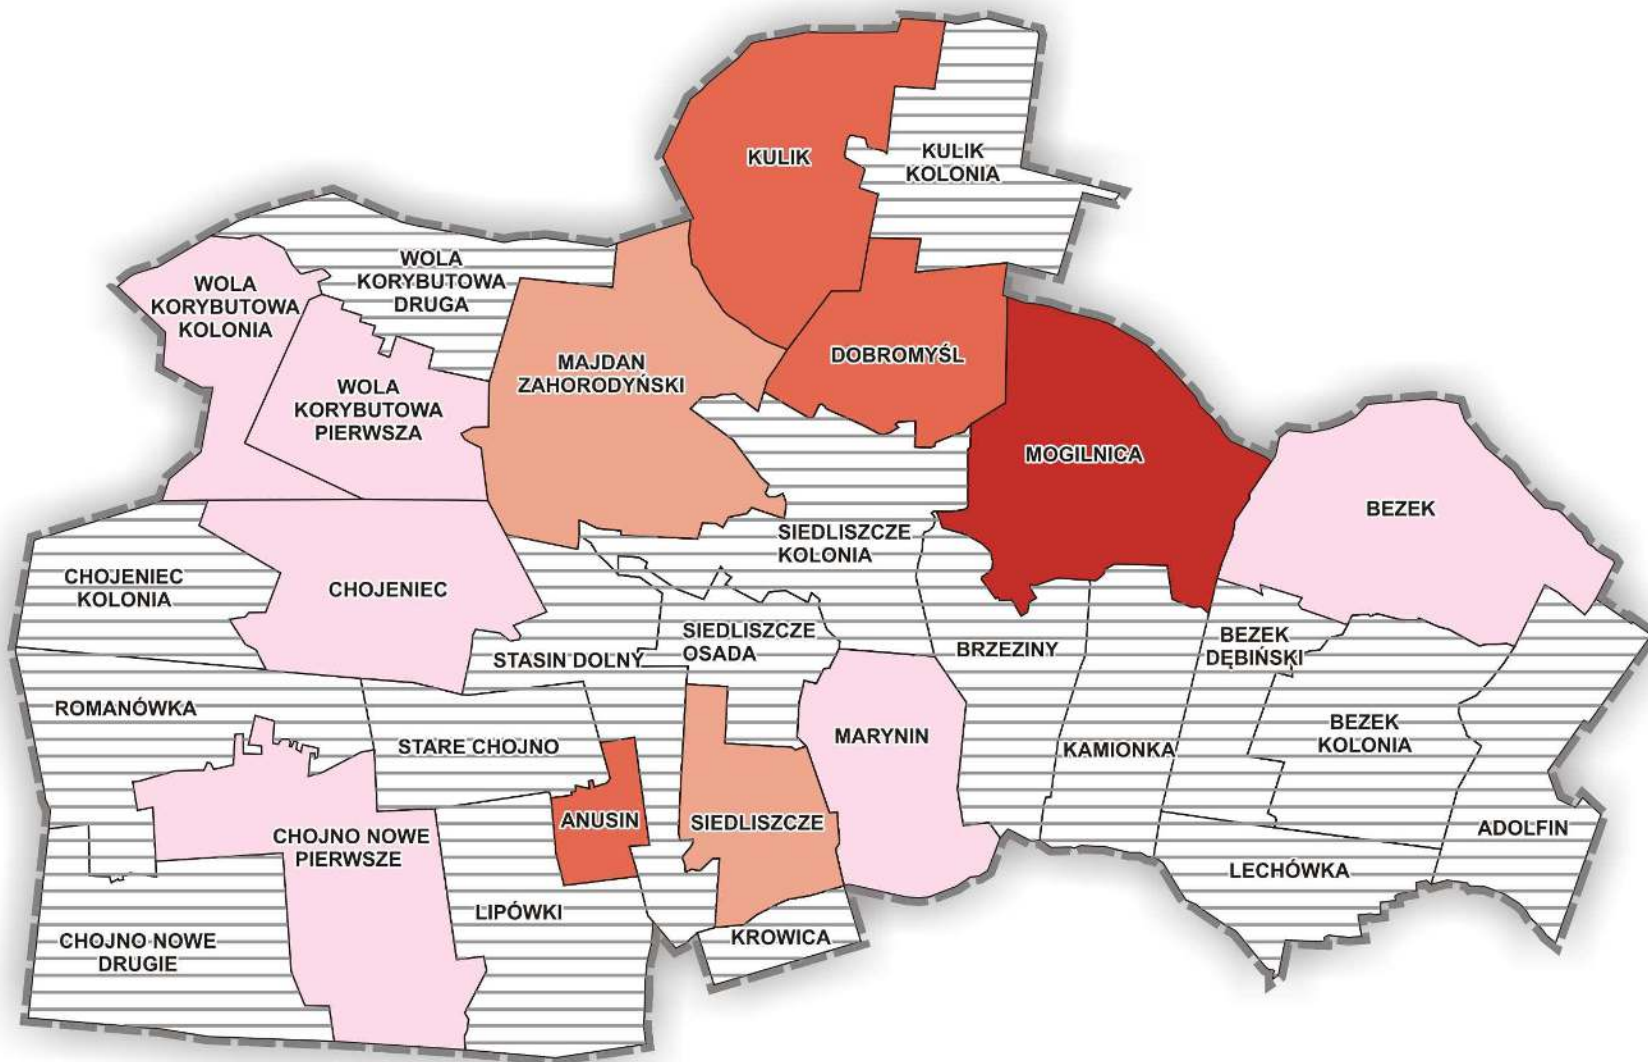 KULIK
KULIK
KOLONIA
WOLA
KORYBUTOWA
DRUGA
WOLA
KORYBUTOWA
KOLONIA
MAJDAN
ZAHORODYŃSKI
DOBROMYŚL
WOLA
KORYBUTOWA
PIERWSZA
MOGILNICA
BEZEK
SIEDLISZCZE
KOLONIA
CHOJENIEC
KOLONIA
CHOJENIEC
SIEDLISZCZE
OSADA
STASIN DOLNY
BRZEZINY
BEZEK
DĘBIŃSKI
ROMANÓWKA
STARE CHOJNO
MARYNIN
KAMIONKA
BEZEK
KOLONIA
ANUSIN
SIEDLISZCZE
CHOJNO NOWE
PIERWSZE
ADOLFIN
LECHÓWKA
LIPÓWKI
KROWICA
CHOJNO NOWE
DRUGIE